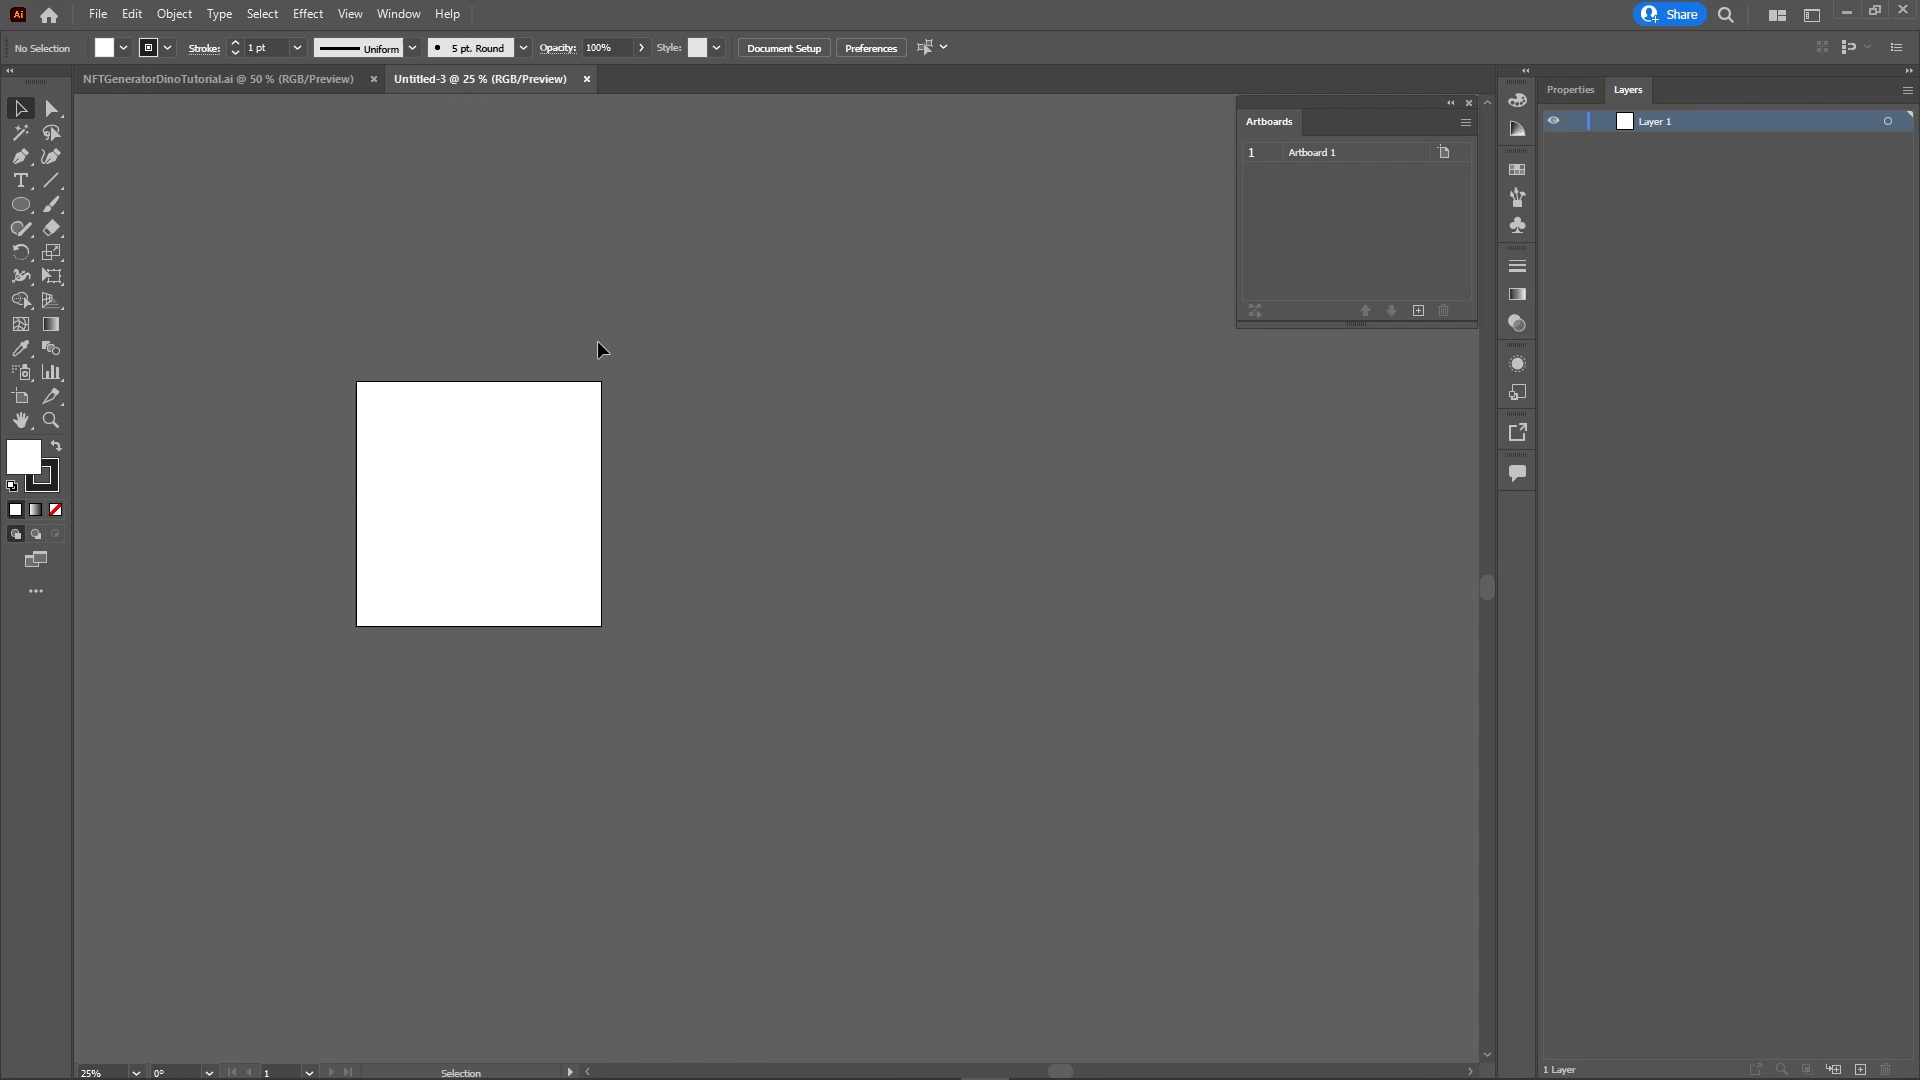 Ai File Edit Object Type Select Effect View Window Help Share
No Selection Stroke: 1 pt Uniform 5 pt. Round Opacity: 100% Style: Document Setup Preferences
NFTGeneratorDinoTutorial.ai @ 50 % (RGB/Preview) × Untitled-3 @ 25 % (RGB/Preview) ×
Properties Layers
Artboards
Layer 1
1 Artboard 1
T
25% 0° 1 Selection
1 Layer